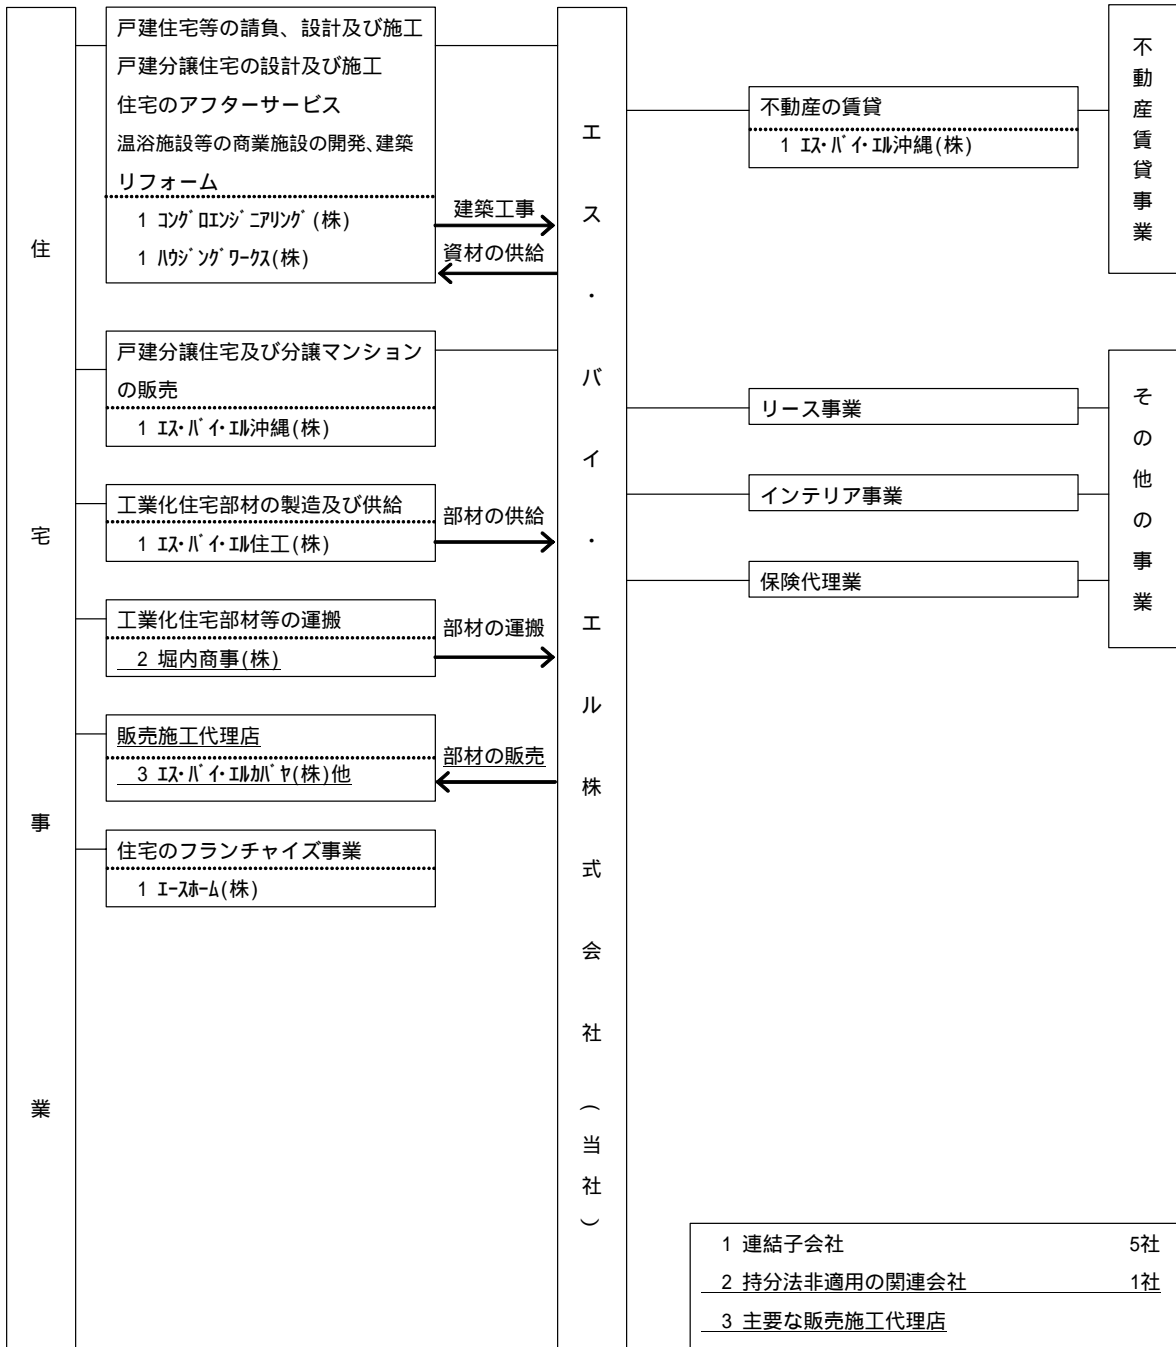 住宅事業
戸建住宅等の請負、設計及び施工
戸建分譲住宅の設計及び施工
住宅のアフターサービス
温浴施設等の商業施設の開発、建築
リフォーム
1 ｺﾝｸﾞﾛｴﾝｼﾞﾆｱﾘﾝｸﾞ(株)
1 ﾊｳｼﾞﾝｸﾞﾜｰｸｽ(株)
建築工事
資材の供給
戸建分譲住宅及び分譲マンション
の販売
1 ｴｽ･ﾊﾞｲ･ｴﾙ沖縄(株)
工業化住宅部材の製造及び供給
1 ｴｽ･ﾊﾞｲ･ｴﾙ住工(株)
部材の供給
工業化住宅部材等の運搬
2 堀内商事(株)
部材の運搬
販売施工代理店
3 ｴｽ･ﾊﾞｲ･ｴﾙｶﾊﾞﾔ(株)他
部材の販売
住宅のフランチャイズ事業
1 ｴｰｽﾎｰﾑ(株)
エス・バイ・エル株式会社（当社）
不動産の賃貸
1 ｴｽ･ﾊﾞｲ･ｴﾙ沖縄(株)
不動産賃貸事業
リース事業
インテリア事業
保険代理業
その他の事業
1 連結子会社 5社
2 持分法非適用の関連会社 1社
3 主要な販売施工代理店